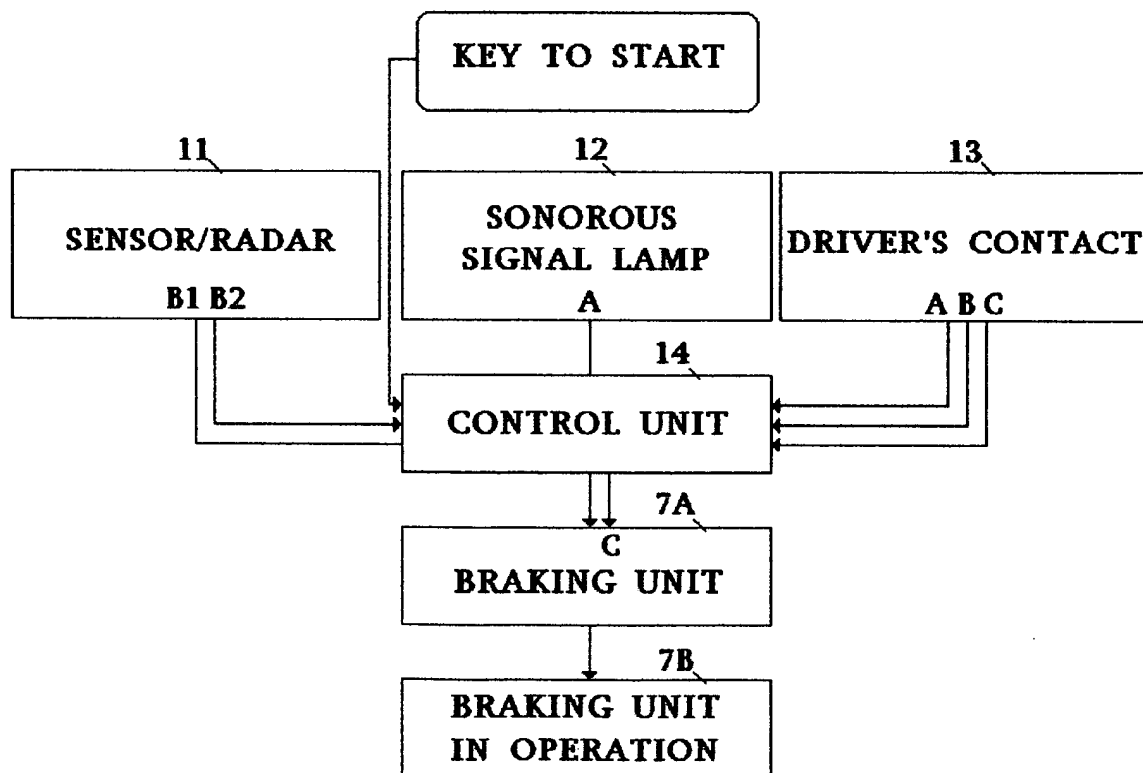 KEY TO START
11
12
13
SENSOR/RADAR
B1 B2
SONOROUS
SIGNAL LAMP
A
DRIVER'S CONTACT
A B C
14
CONTROL UNIT
7A
C
BRAKING UNIT
7B
BRAKING UNIT
IN OPERATION